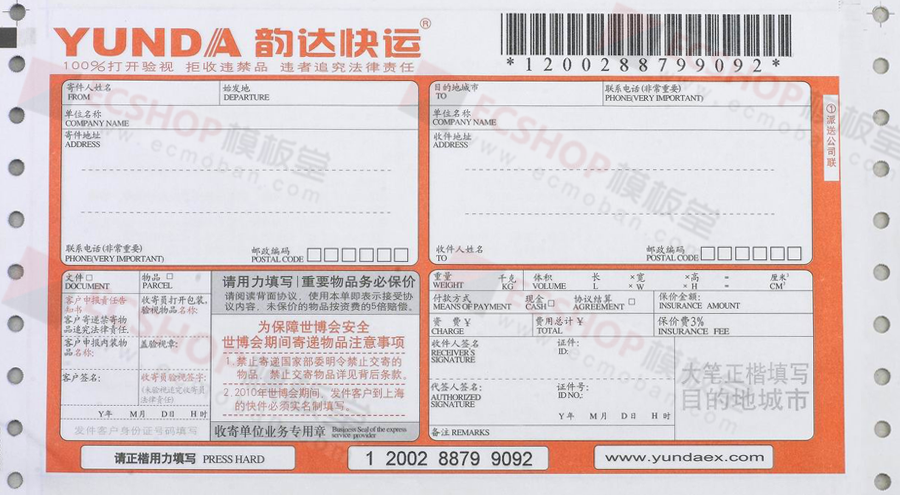 YUNDA 韵达快运®
100%打开验视 拒收违禁品 违者追究法律责任
*1200288799092*
寄件人姓名
FROM
始发地
DEPARTURE
单位名称
COMPANY NAME
寄件地址
ADDRESS
联系电话(非常重要)
PHONE(VERY IMPORTANT)
邮政编码
POSTAL CODE
目的地城市
TO
联系电话(非常重要)
PHONE(VERY IMPORTANT)
单位名称
COMPANY NAME
收件地址
ADDRESS
收件人姓名
TO
邮政编码
POSTAL CODE
①派送公司联
文件
DOCUMENT
物品
PARCEL
客户申报责任告知书
收寄员打开包装,验视物品名称:
客户寄递禁寄物品违究法律责任.
客户申报内装物品名称:
盖验视章:
客户签名:
收寄员验视签字:
Y年 M月 D日 H时
发件客户身份证号码填写
请用力填写 重要物品务必保价
请阅读背面协议,使用本单即表示接受协
议内容,未保价的物品按资费的5倍赔偿。
为保障世博会安全
世博会期间寄递物品注意事项
1. 禁止寄递国家部委明令禁止交寄的
物品,禁止交寄物品详见背后条款。
2. 2010年世博会期间,发件客户到上海
的快件必须实名制填写。
收寄单位业务专用章 Business Seal of the express
service provider
重量 千克
WEIGHT KG
体积 长 ×宽 ×高 = 厘米3
VOLUME L ×W ×H = CM3
付款方式 现金 协议结算
MEANS OF PAYMENT CASH AGREEMENT
保价金额:
INSURANCE AMOUNT
资 费¥
CHARGE
费用总计¥
TOTAL
保价费3%
INSURANCE FEE
收件人签名
RECEIVER'S
SIGNATURE
证件:
ID:
代签人签名:
AUTHORIZED
SIGNATURE
证件号:
ID NO:
Y年 M月 D日 H时
备注 REMARKS
大笔正楷填写
目的地城市
请正楷用力填写 PRESS HARD
1 2002 8879 9092
www.yundaex.com
ECSHOP模板堂
www.ecmoban.com
ECSHOP模板堂
www.ecmoban.com